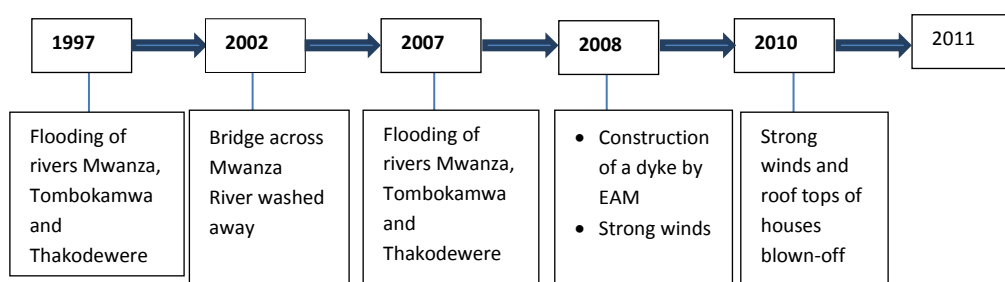 1997
2002
2007
2008
2010
2011
Flooding of
rivers Mwanza,
Tombokamwa
and
Thakodewere
Bridge across
Mwanza
River washed
away
Flooding of
rivers Mwanza,
Tombokamwa
and
Thakodewere
• Construction
of a dyke by
EAM
• Strong winds
Strong
winds and
roof tops of
houses
blown-off